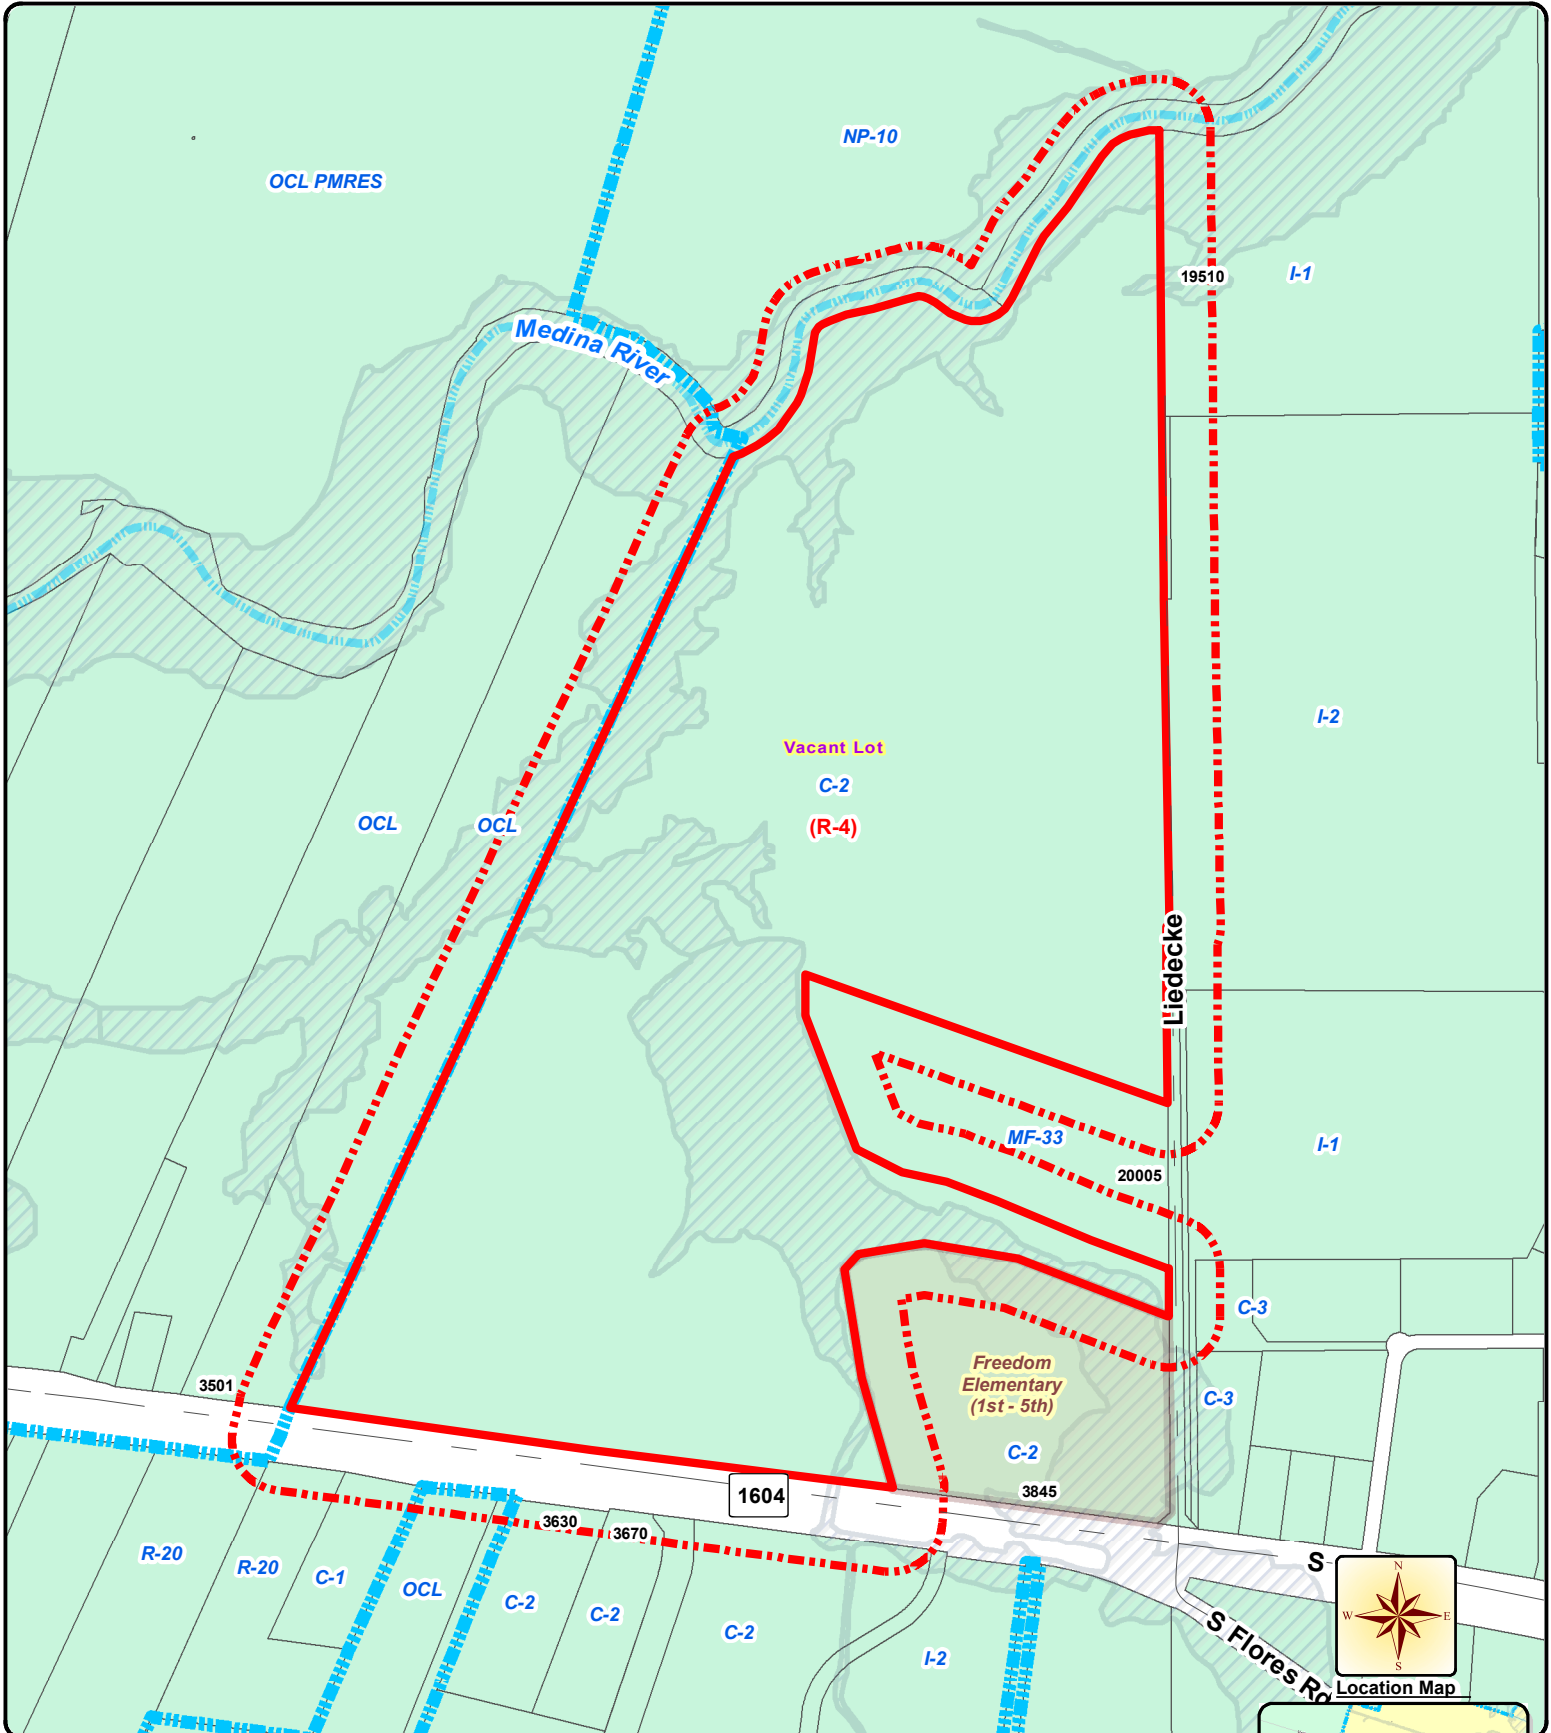 NP-10
OCL PMRES
19510
I-1
Medina River
I-2
Vacant Lot
C-2
(R-4)
OCL
OCL
Liedecke
MF-33
I-1
20005
C-3
Freedom
Elementary
(1st - 5th)
3501
C-3
C-2
3845
1604
3630
3670
R-20
R-20
C-1
OCL
C-2
C-2
C-2
I-2
S
S Flores Rd
N
W
E
S
Location Map